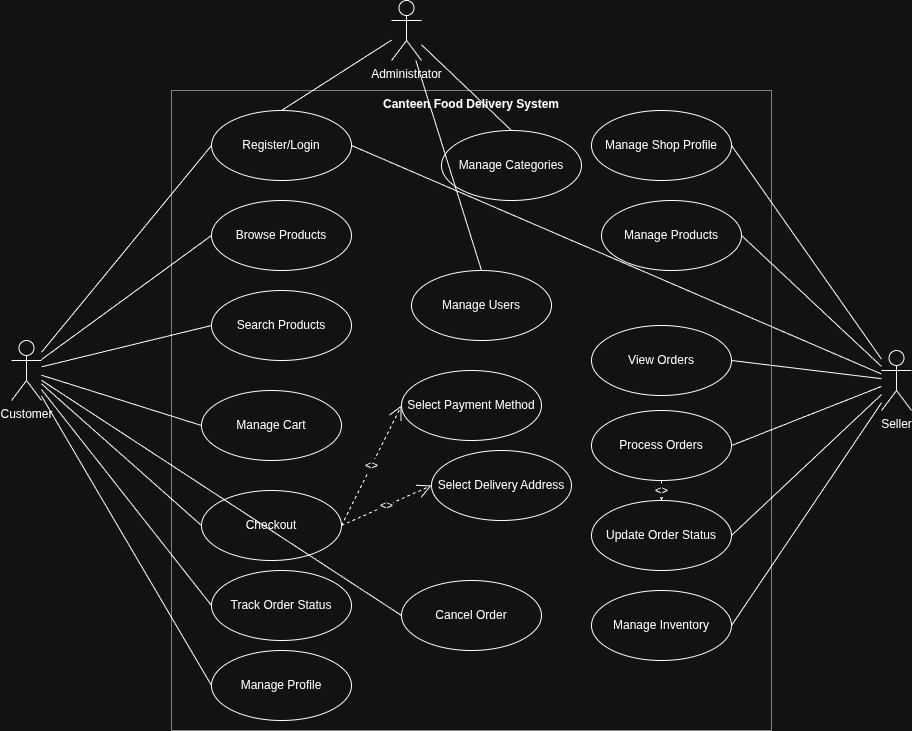 Administrator
Canteen Food Delivery System
Register/Login
Manage Categories
Manage Shop Profile
Browse Products
Manage Products
Manage Users
Search Products
View Orders
Customer
Seller
Select Payment Method
Manage Cart
Process Orders
<>
Select Delivery Address
<>
<>
Checkout
Update Order Status
Track Order Status
Cancel Order
Manage Inventory
Manage Profile